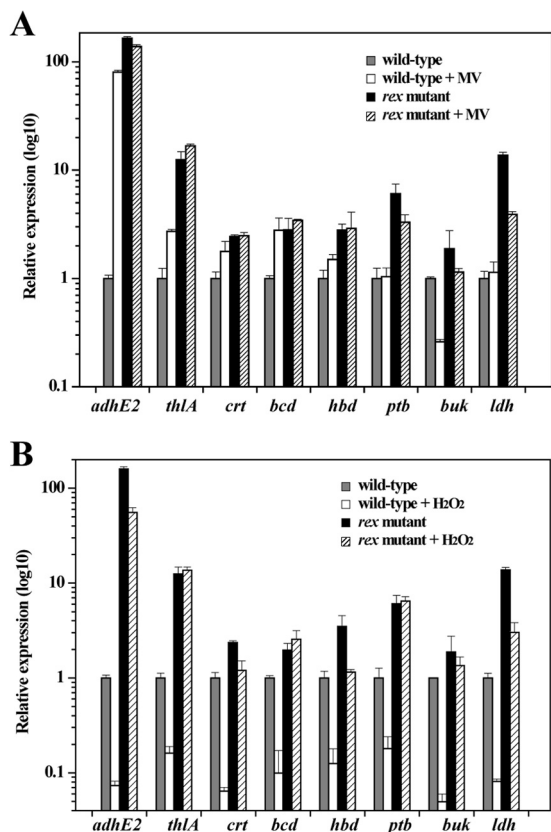 A
wild-type
wild-type + MV
rex mutant
rex mutant + MV
Relative expression (log10)
100
10
1
0.1
adhE2 thlA crt bcd hbd ptb buk ldh
B
wild-type
wild-type + H2O2
rex mutant
rex mutant + H2O2
Relative expression (log10)
100
10
1
0.1
adhE2 thlA crt bcd hbd ptb buk ldh